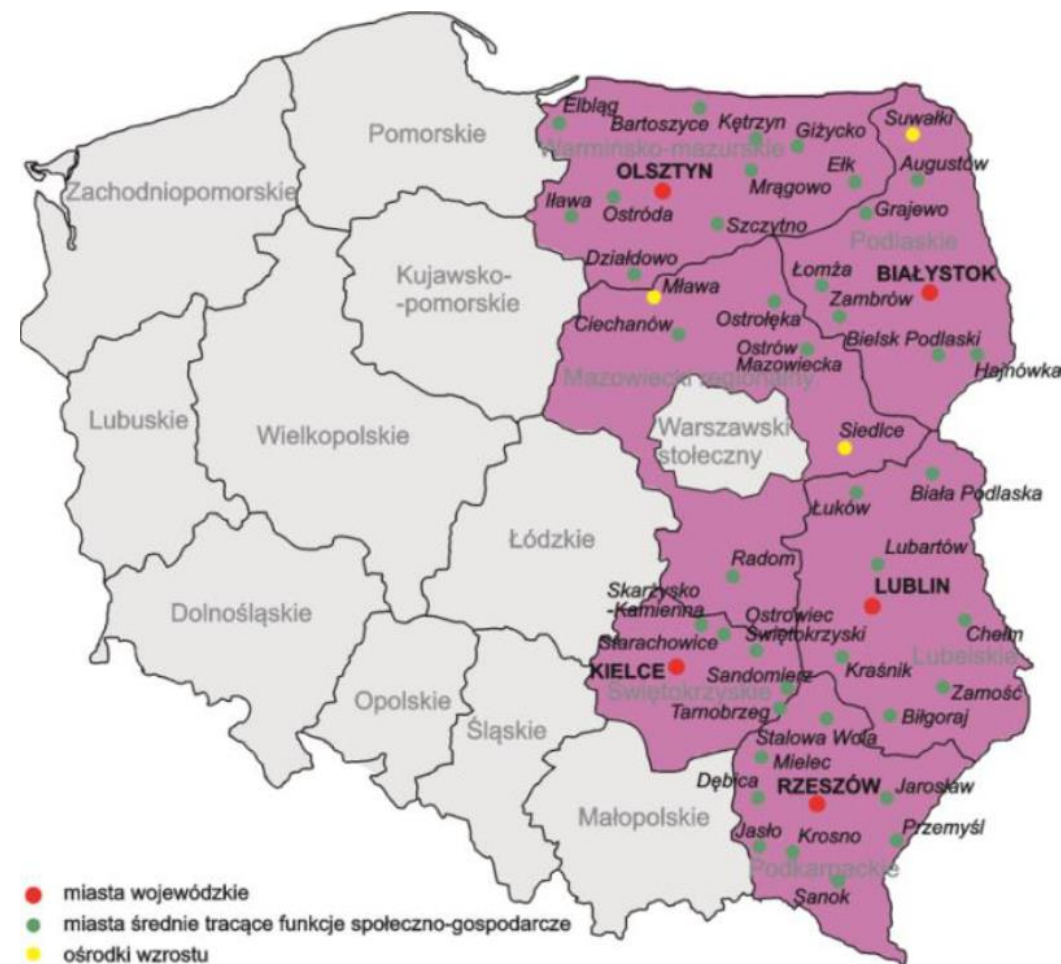 Elbląg
Bartoszyce
Kętrzyn
Giżycko
Suwałki
Pomorskie
Warmińsko-mazurskie
Ełk
Augustów
Zachodniopomorskie
OLSZTYN
Mrągowo
Iława
Ostróda
Grajewo
Szczytno
Podlaskie
Kujawsko-
-pomorskie
Działdowo
Łomża
BIAŁYSTOK
Mława
Zambrów
Ciechanów
Ostrołęka
Bielsk Podlaski
Ostrów
Mazowiecka
Hajnówka
Mazowiecki regionalny
Lubuskie
Wielkopolskie
Warszawski
stołeczny
Siedlce
Biała Podlaska
Łuków
Łódzkie
Radom
Lubartów
Skarżysko
-Kamienna
LUBLIN
Dolnośląskie
Ostrowiec
Świętokrzyski
Chełm
Starachowice
Lubelskie
KIELCE
Kraśnik
Sandomierz
Świętokrzyskie
Zamość
Opolskie
Tarnobrzeg
Biłgoraj
Śląskie
Stalowa Wola
Mielec
Dębica
RZESZÓW
Jarosław
Małopolskie
Jasło
Krosno
Przemyśl
Podkarpackie
Sanok
miasta wojewódzkie
miasta średnie tracące funkcje społeczno-gospodarcze
ośrodki wzrostu